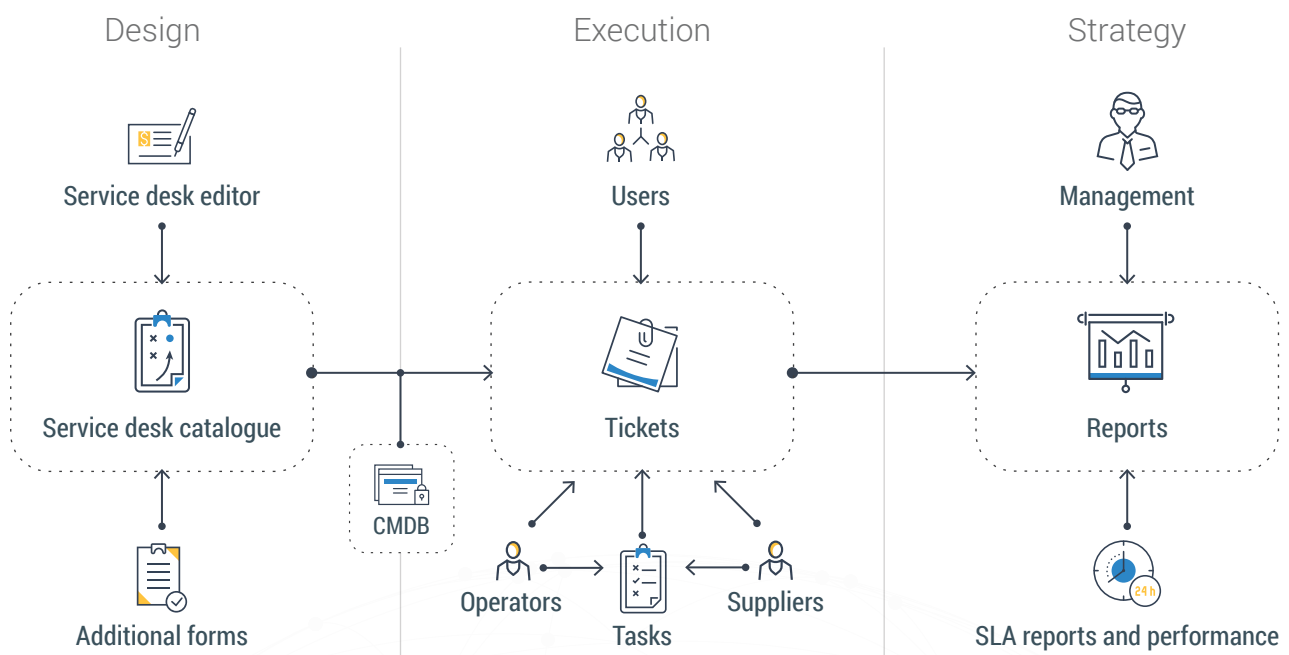 Design
Execution
Strategy
Service desk editor
Users
Management
Service desk catalogue
Tickets
Reports
CMDB
Operators
Suppliers
Additional forms
Tasks
24 h
SLA reports and performance